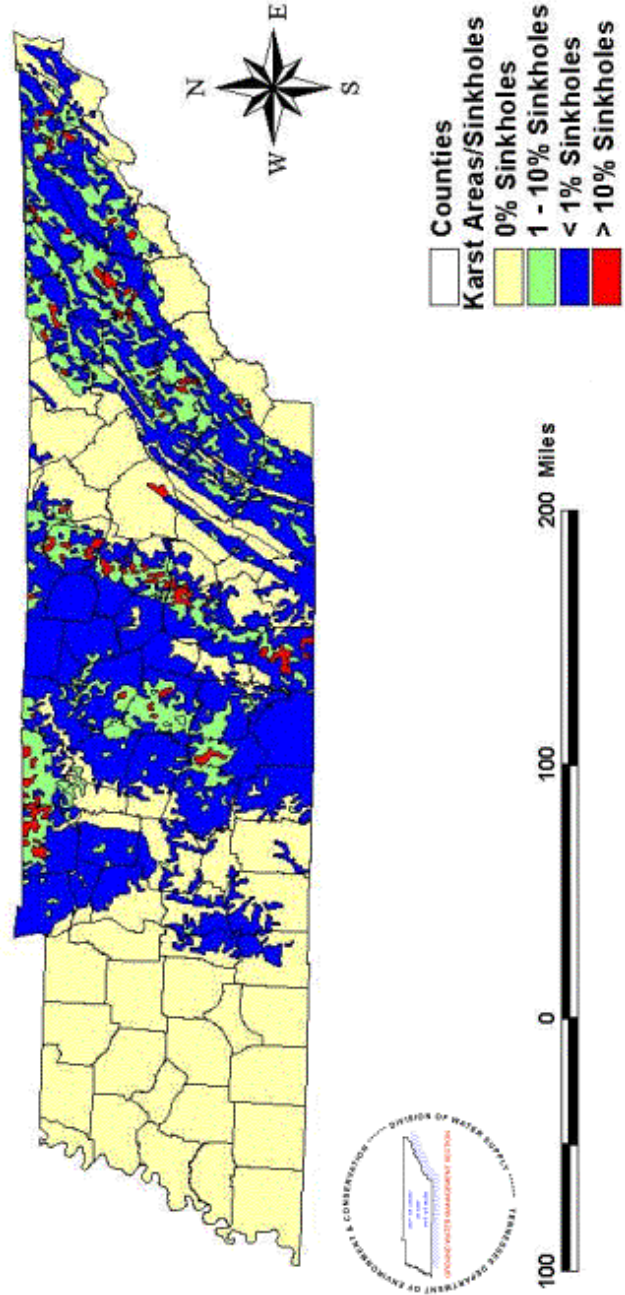 N
E
W
S
Counties
Karst Areas/Sinkholes
0% Sinkholes
1 - 10% Sinkholes
< 1% Sinkholes
> 10% Sinkholes
100
0
100
200 Miles
TENNESSEE DEPARTMENT OF ENVIRONMENT & CONSERVATION ------ DIVISION OF WATER SUPPLY ------
GROUND WATER MANAGEMENT SECTION